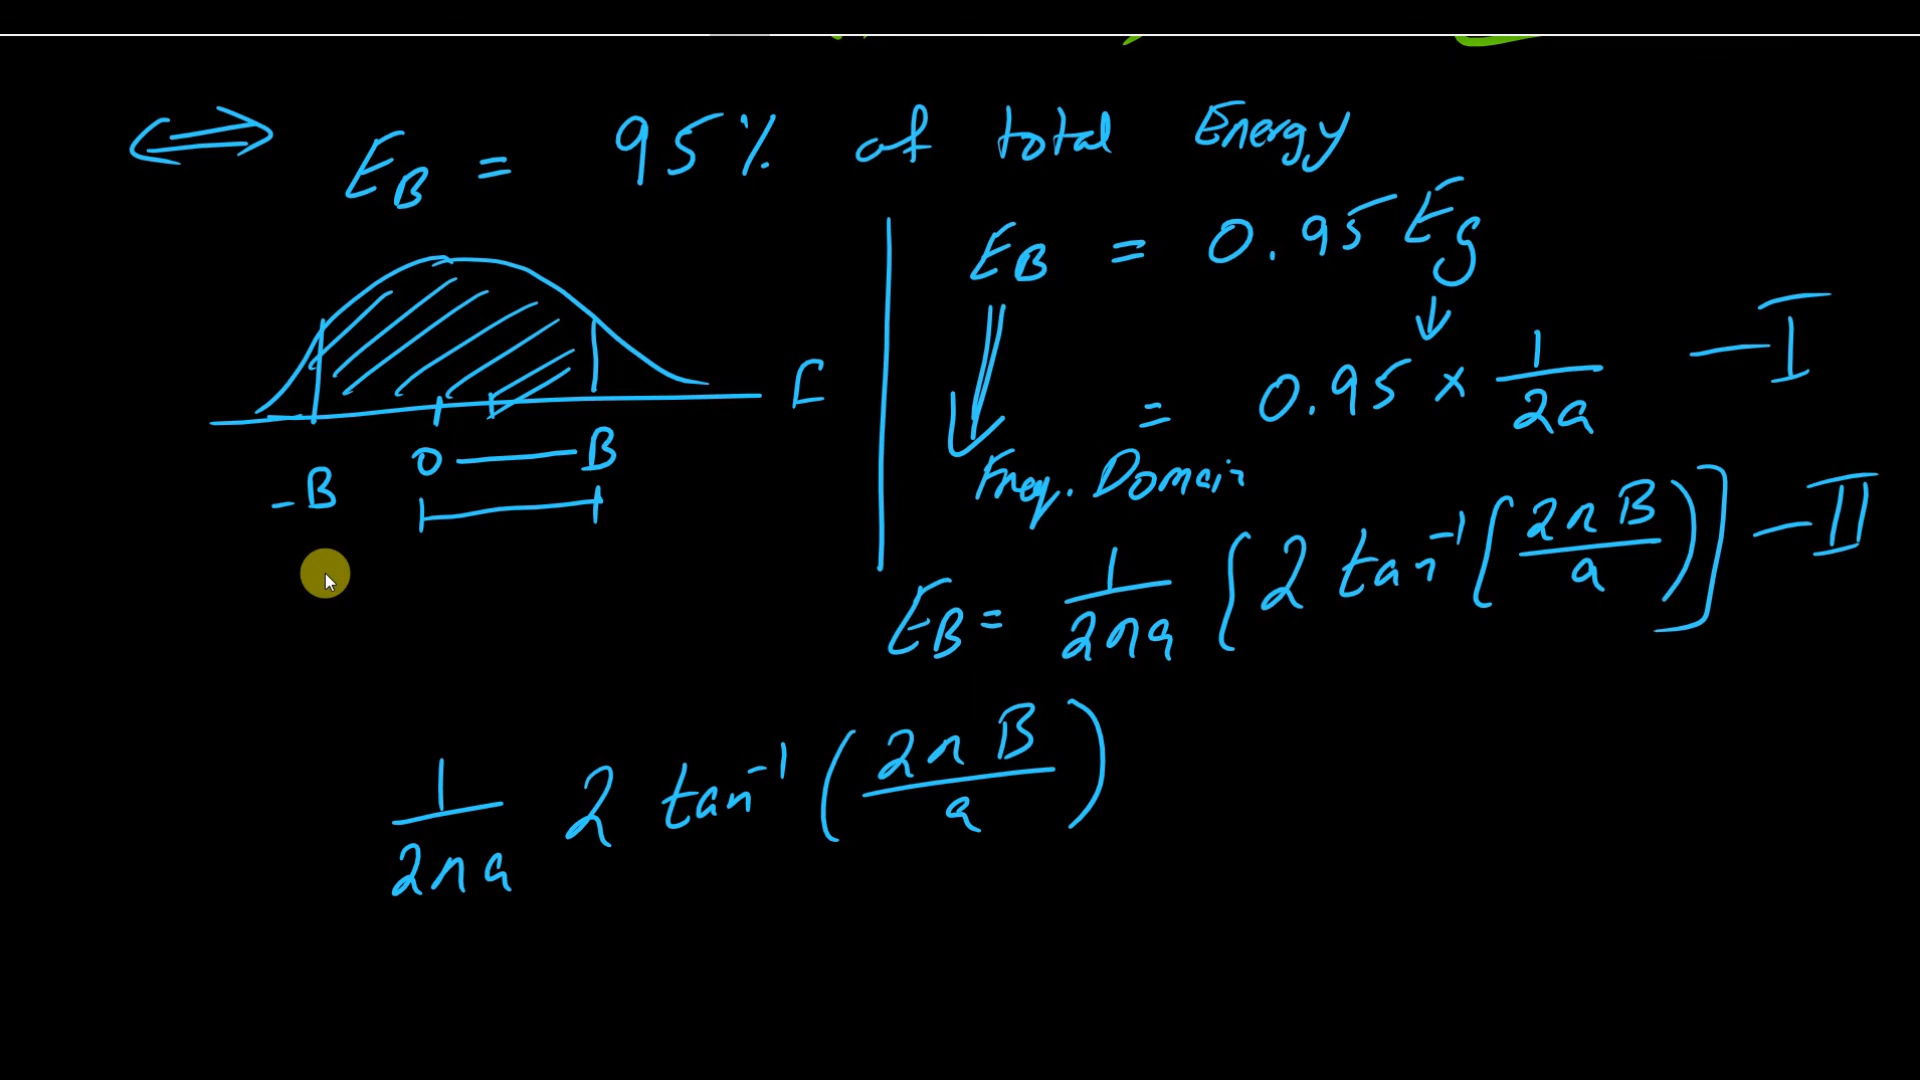 ⟺ E_B = 95% of total Energy
E_B = 0.95 E_g
= 0.95 × 1/2a — I
f
0 — B
-B
Freq. Domain
E_B = 1/2πa [2 tan⁻¹(2πB/a)] — II
1/2πa 2 tan⁻¹(2πB/a)